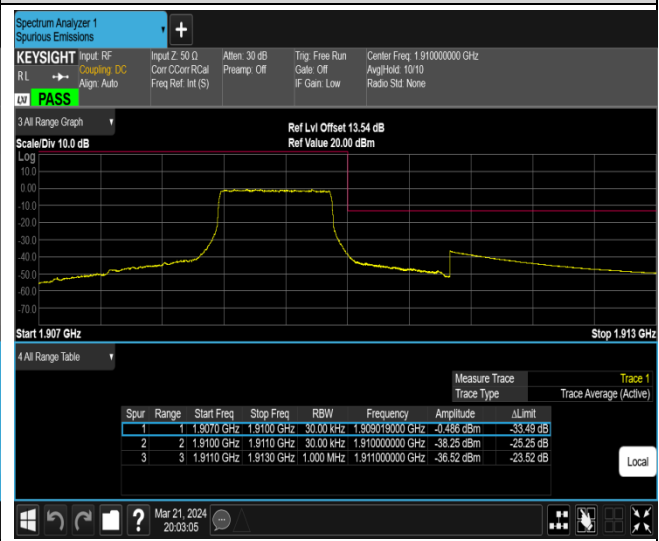 Spectrum Analyzer 1
Spurious Emissions
+
KEYSIGHT Input: RF Input Z: 50 Ω Atten: 30 dB Trig: Free Run Center Freq: 1.910000000 GHz
Coupling: DC Corr CCorr RCal Preamp: Off Gate: Off Avg|Hold: 10/10
R L Align: Auto Freq Ref: Int (S) IF Gain: Low Radio Std: None
LXI PASS
3 All Range Graph
Ref Lvl Offset 13.54 dB
Scale/Div 10.0 dB Ref Value 20.00 dBm
Log
10.0
0.00
-10.0
-20.0
-30.0
-40.0
-50.0
-60.0
-70.0
Start 1.907 GHz Stop 1.913 GHz
4 All Range Table
Measure Trace Trace 1
Trace Type Trace Average (Active)
Spur Range Start Freq Stop Freq RBW Frequency Amplitude ΔLimit
1 1 1.9070 GHz 1.9100 GHz 30.00 kHz 1.909019000 GHz -0.486 dBm -33.49 dB
2 2 1.9100 GHz 1.9110 GHz 30.00 kHz 1.910000000 GHz -38.25 dBm -25.25 dB
3 3 1.9110 GHz 1.9130 GHz 1.000 MHz 1.911000000 GHz -36.52 dBm -23.52 dB
Local
? Mar 21, 2024
20:03:05